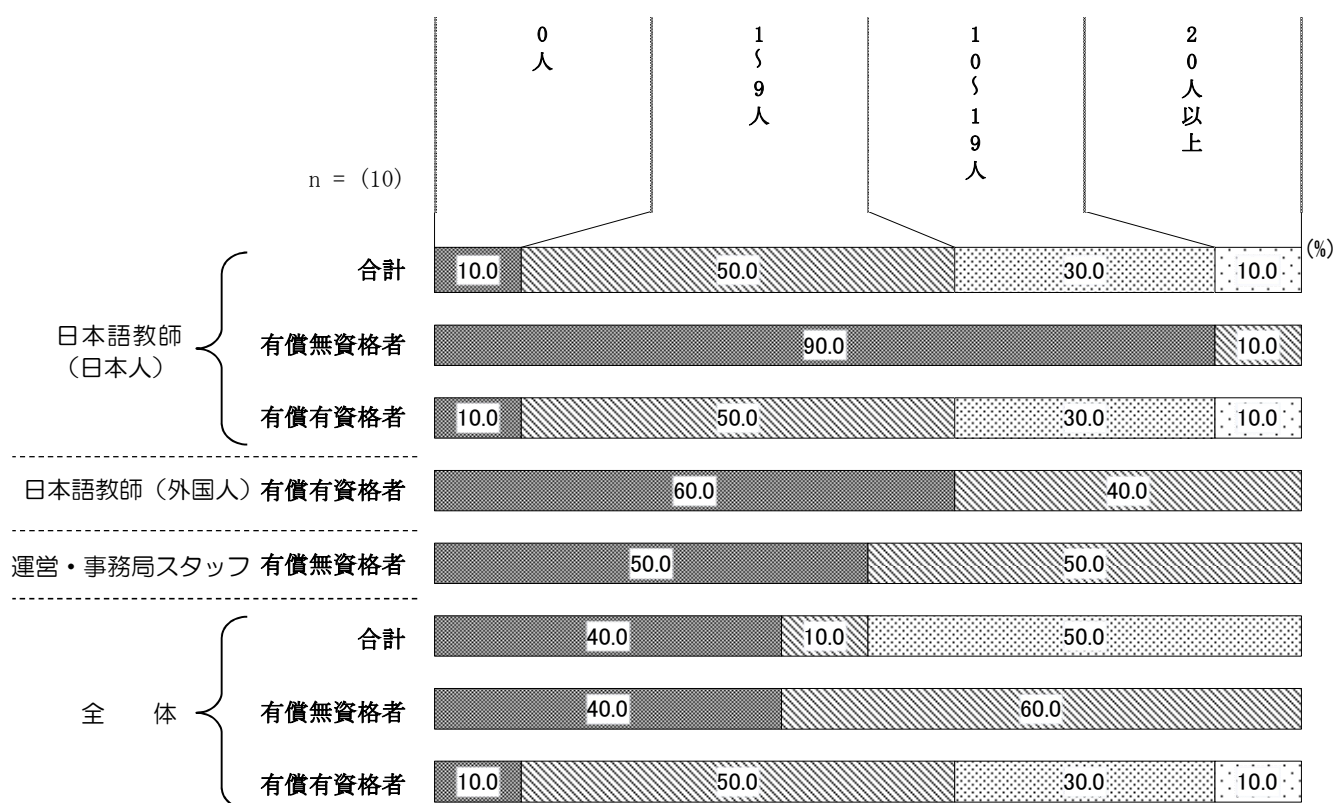 0人
1～9人
10～19人
20人以上
n = (10)
(%)
日本語教師
（日本人）
合計 10.0 50.0 30.0 10.0
有償無資格者 90.0 10.0
有償有資格者 10.0 50.0 30.0 10.0
日本語教師（外国人） 有償有資格者 60.0 40.0
運営・事務局スタッフ 有償無資格者 50.0 50.0
全　体
合計 40.0 10.0 50.0
有償無資格者 40.0 60.0
有償有資格者 10.0 50.0 30.0 10.0